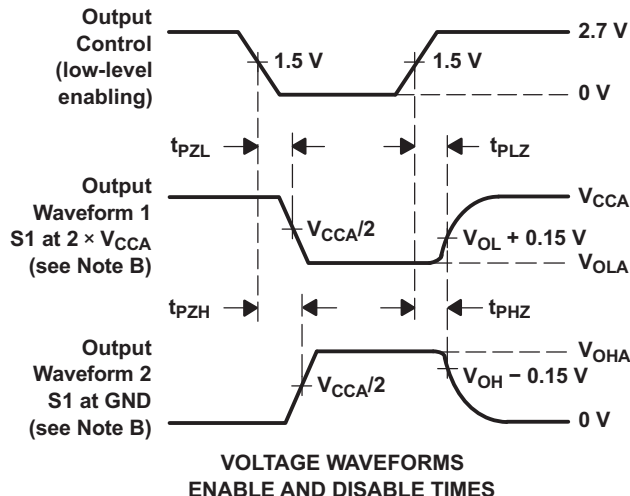 Output
Control
(low-level
enabling)
1.5 V
1.5 V
2.7 V
0 V
tPZL
tPLZ
Output
Waveform 1
S1 at 2 × VCCA
(see Note B)
VCCA/2
VCCA
VOL + 0.15 V
VOLA
tPZH
tPHZ
Output
Waveform 2
S1 at GND
(see Note B)
VCCA/2
VOHA
VOH − 0.15 V
0 V
VOLTAGE WAVEFORMS
ENABLE AND DISABLE TIMES